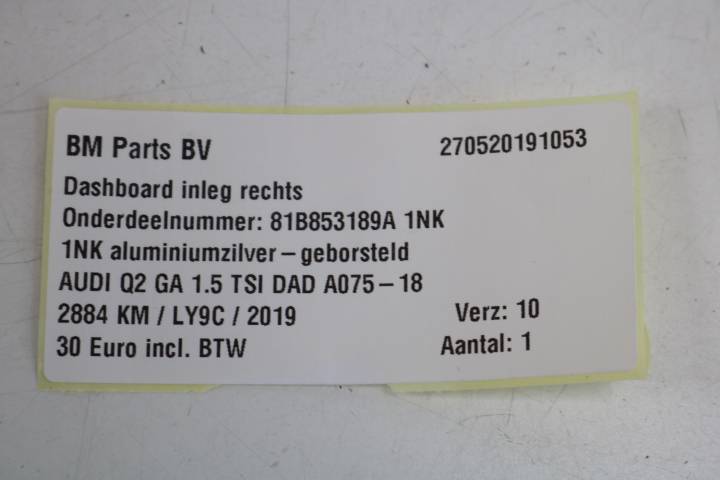 BM Parts BV 270520191053
Dashboard inleg rechts
Onderdeelnummer: 81B853189A 1NK
1NK aluminiumzilver – geborsteld
AUDI Q2 GA 1.5 TSI DAD A075 – 18
2884 KM / LY9C / 2019 Verz: 10
30 Euro incl. BTW Aantal: 1